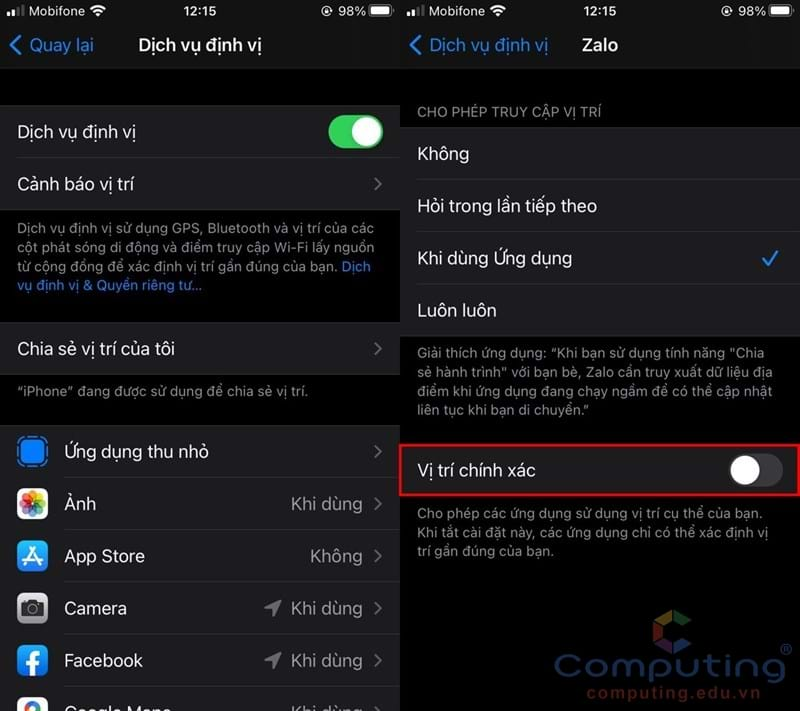 Mobifone 12:15 98%
Quay lại Dịch vụ định vị
Dịch vụ định vị
Cảnh báo vị trí
Dịch vụ định vị sử dụng GPS, Bluetooth và vị trí của các
cột phát sóng di động và điểm truy cập Wi-Fi lấy nguồn
từ cộng đồng để xác định vị trí gần đúng của bạn. Dịch
vụ định vị & Quyền riêng tư...
Chia sẻ vị trí của tôi
“iPhone” đang được sử dụng để chia sẻ vị trí.
Ứng dụng thu nhỏ
Ảnh Khi dùng
App Store Không
Camera Khi dùng
Facebook Khi dùng
Google Maps Khi dùng
Mobifone 12:15 98%
Dịch vụ định vị Zalo
CHO PHÉP TRUY CẬP VỊ TRÍ
Không
Hỏi trong lần tiếp theo
Khi dùng Ứng dụng
Luôn luôn
Giải thích ứng dụng: “Khi bạn sử dụng tính năng "Chia
sẻ hành trình" với bạn bè, Zalo cần truy xuất dữ liệu địa
điểm khi ứng dụng đang chạy ngầm để có thể cập nhật
liên tục khi bạn di chuyển.”
Vị trí chính xác
Cho phép các ứng dụng sử dụng vị trí cụ thể của bạn.
Khi tắt cài đặt này, các ứng dụng chỉ có thể xác định vị
trí gần đúng của bạn.
Computing®
computing.edu.vn